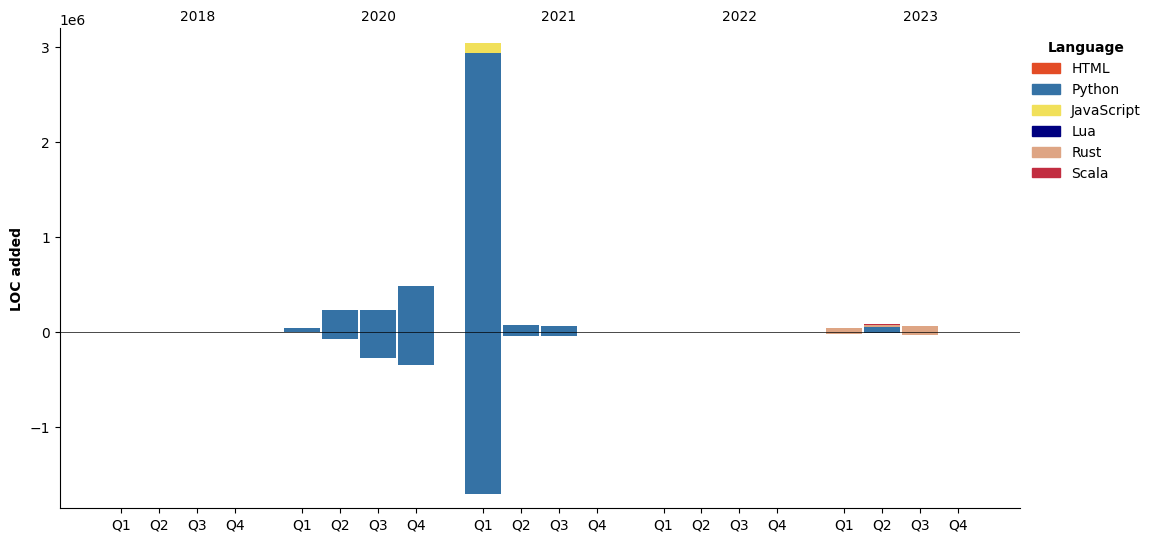 2018 2020 2021 2022 2023
1e6
3
2
1
0
−1
LOC added
Q1 Q2 Q3 Q4 Q1 Q2 Q3 Q4 Q1 Q2 Q3 Q4 Q1 Q2 Q3 Q4 Q1 Q2 Q3 Q4
Language
HTML
Python
JavaScript
Lua
Rust
Scala